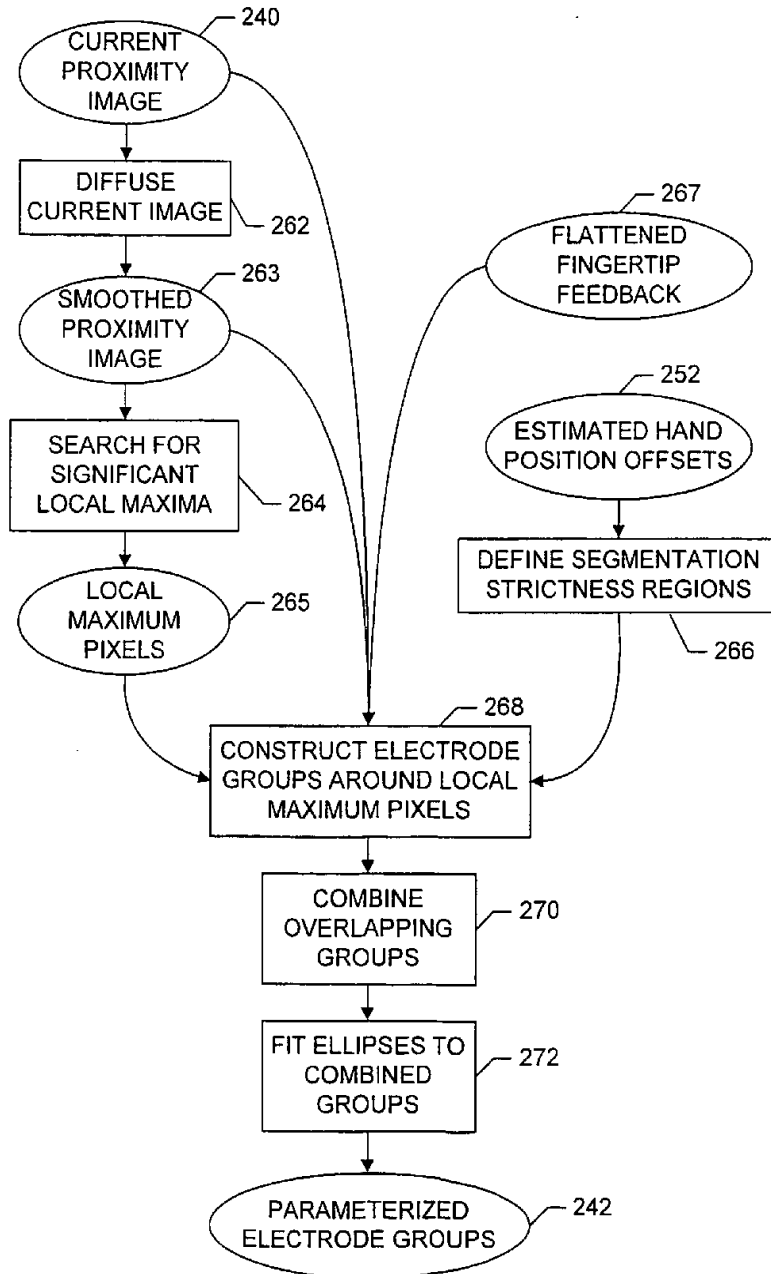 240
CURRENT
PROXIMITY
IMAGE
DIFFUSE
CURRENT IMAGE
262
267
FLATTENED
FINGERTIP
FEEDBACK
263
SMOOTHED
PROXIMITY
IMAGE
252
ESTIMATED HAND
POSITION OFFSETS
SEARCH FOR
SIGNIFICANT
LOCAL MAXIMA
264
DEFINE SEGMENTATION
STRICTNESS REGIONS
266
LOCAL
MAXIMUM
PIXELS
265
268
CONSTRUCT ELECTRODE
GROUPS AROUND LOCAL
MAXIMUM PIXELS
COMBINE
OVERLAPPING
GROUPS
270
FIT ELLIPSES TO
COMBINED
GROUPS
272
PARAMETERIZED
ELECTRODE GROUPS
242